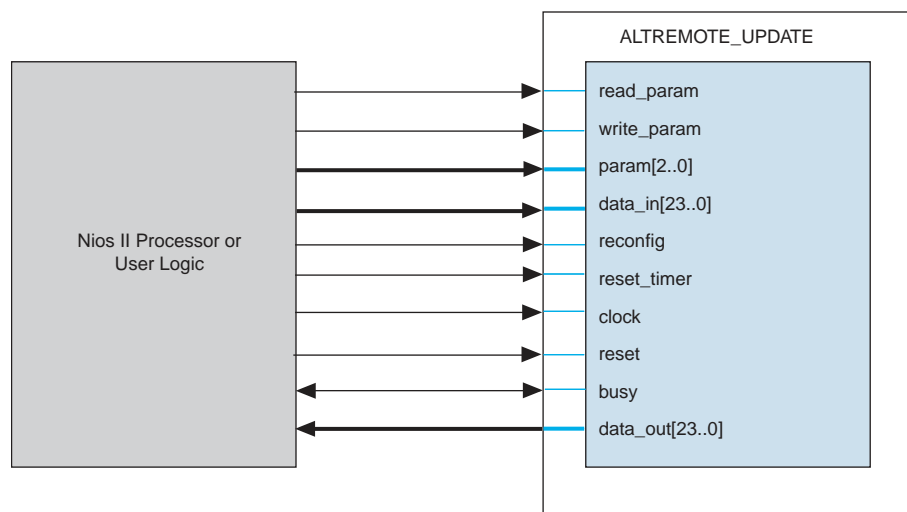 ALTREMOTE_UPDATE
Nios II Processor or
User Logic
read_param
write_param
param[2..0]
data_in[23..0]
reconfig
reset_timer
clock
reset
busy
data_out[23..0]